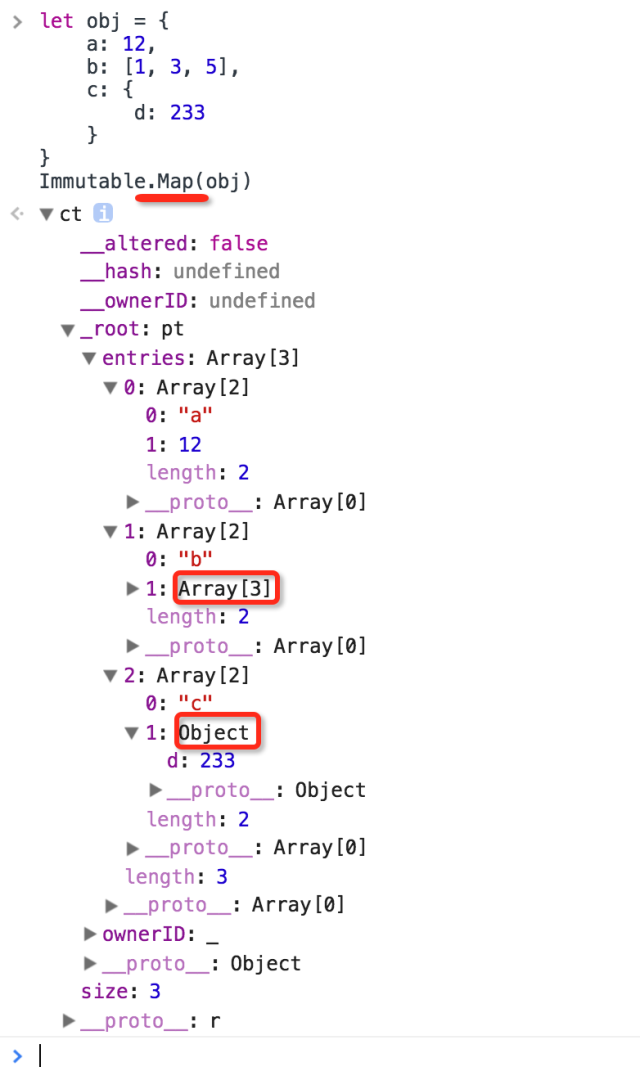 let obj = {
a: 12,
b: [1, 3, 5],
c: {
d: 233
}
}
Immutable.Map(obj)
ct i
__altered: false
__hash: undefined
__ownerID: undefined
_root: pt
entries: Array[3]
0: Array[2]
0: "a"
1: 12
length: 2
__proto__: Array[0]
1: Array[2]
0: "b"
1: Array[3]
length: 2
__proto__: Array[0]
2: Array[2]
0: "c"
1: Object
d: 233
__proto__: Object
length: 2
__proto__: Array[0]
length: 3
__proto__: Array[0]
ownerID: _
__proto__: Object
size: 3
__proto__: r